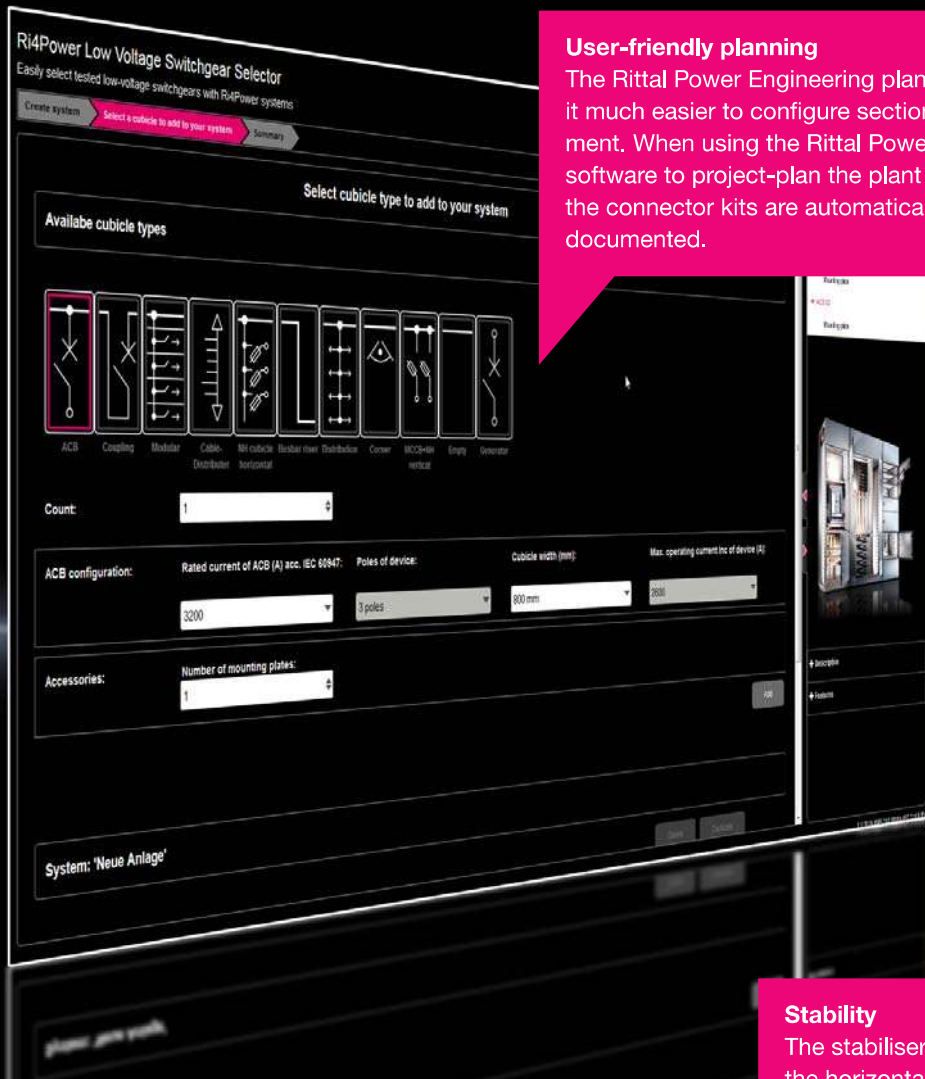 Ri4Power Low Voltage Switchgear Selector
Easily select tested low-voltage switchgears with Ri4Power systems
Create system
Select a cubicle to add to your system
Summary
Select cubicle type to add to your system
Availabe cubicle types
ACB
Coupling
Modular
Cable-
Distributer
NH cubicle
horizontal
Busbar riser
Distribution
Corner
MCCB+NH
vertical
Empty
Generator
Count:
1
ACB configuration:
Rated current of ACB (A) acc. IEC 60947:
Poles of device:
Cubicle width (mm):
Max. operating current Inc of device (A):
3200
3 poles
800 mm
2600
Accessories:
Number of mounting plates:
1
Add
System: 'Neue Anlage'
User-friendly planning
The Rittal Power Engineering plan
it much easier to configure section
ment. When using the Rittal Powe
software to project-plan the plant
the connector kits are automatica
documented.
+ Description
+ Features
Stability
The stabiliser
the horizonta